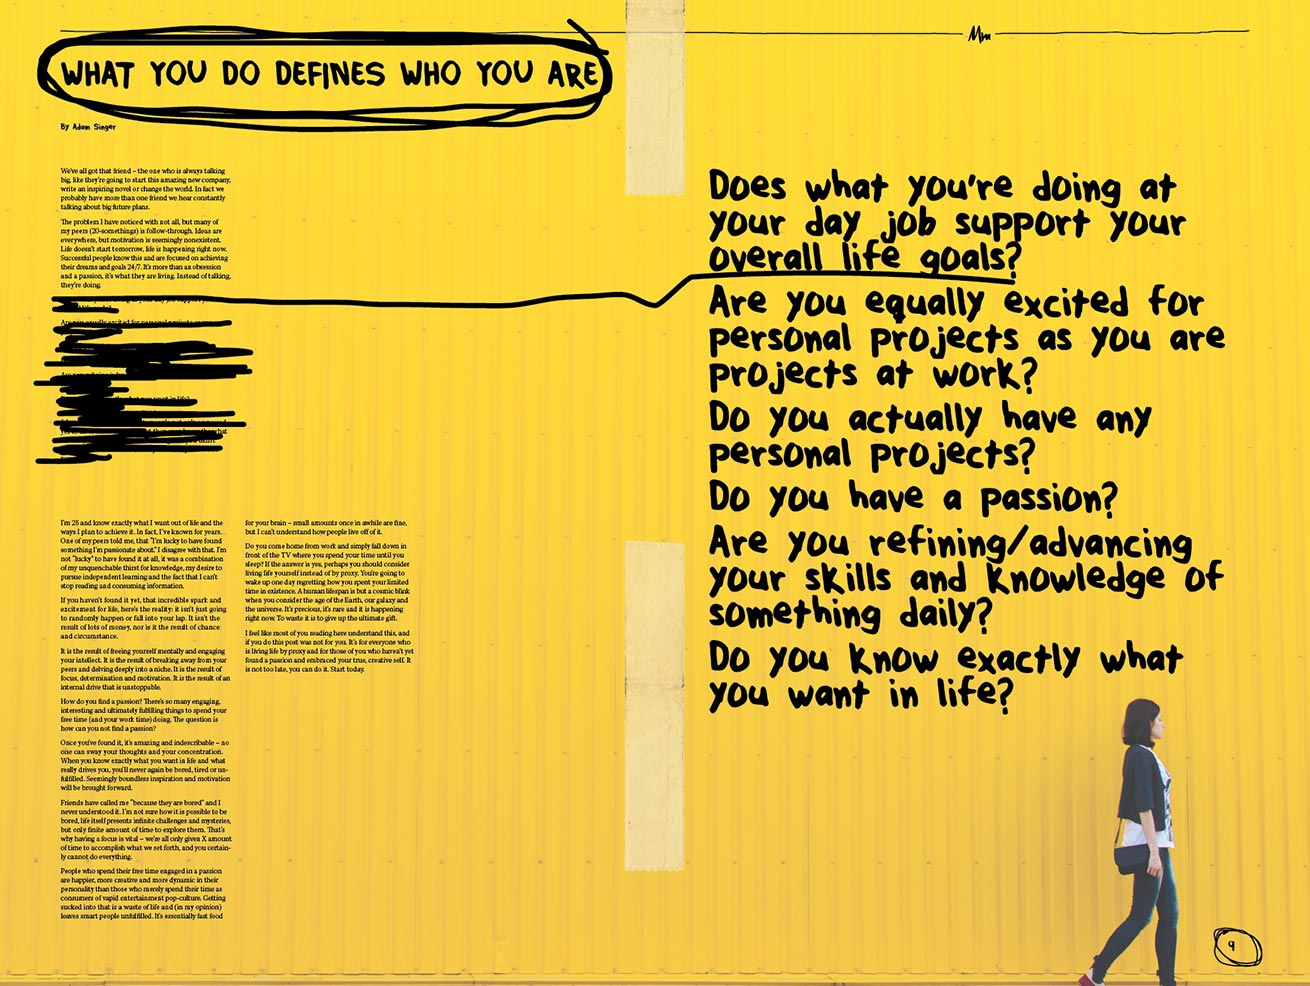 Mm
WHAT YOU DO DEFINES WHO YOU ARE
By Adam Singer
We've all got that friend – the one who is always talking
big, like they're going to start this amazing new company,
write an inspiring novel or change the world. In fact we
probably have more than one friend we hear constantly
talking about big future plans.
The problem I have noticed with not all, but many of
my peers (20-somethings) is follow-through. Ideas are
everywhere, but motivation is seemingly nonexistent.
Life doesn't start tomorrow, life is happening right now.
Successful people know this and are focused on achieving
their dreams and goals 24/7. It's more than an obsession
and a passion, it's what they are living. Instead of talking,
they're doing.
I'm 25 and know exactly what I want out of life and the
ways I plan to achieve it. In fact, I've known for years.
One of my peers told me, that "I'm lucky to have found
something I'm passionate about." I disagree with that. I'm
not "lucky" to have found it at all, it was a combination
of my unquenchable thirst for knowledge, my desire to
pursue independent learning and the fact that I can't
stop reading and consuming information.
If you haven't found it yet, that incredible spark and
excitement for life, here's the reality: it isn't just going
to randomly happen or fall into your lap. It isn't the
result of lots of money, nor is it the result of chance
and circumstance.
It is the result of freeing yourself mentally and engaging
your intellect. It is the result of breaking away from your
peers and delving deeply into a niche. It is the result of
focus, determination and motivation. It is the result of an
internal drive that is unstoppable.
How do you find a passion? There's so many engaging,
interesting and ultimately fulfilling things to spend your
free time (and your work time) doing. The question is
how can you not find a passion?
Once you've found it, it's amazing and indescribable – no
one can sway your thoughts and your concentration.
When you know exactly what you want in life and what
really drives you, you'll never again be bored, tired or un-
fulfilled. Seemingly boundless inspiration and motivation
will be brought forward.
Friends have called me "because they are bored" and I
never understood it. I'm not sure how it is possible to be
bored, life itself presents infinite challenges and mysteries,
but only finite amount of time to explore them. That's
why having a focus is vital – we're all only given X amount
of time to accomplish what we set forth, and you certain-
ly cannot do everything.
People who spend their free time engaged in a passion
are happier, more creative and more dynamic in their
personality than those who merely spend their time as
consumers of vapid entertainment pop-culture. Getting
sucked into that is a waste of life and (in my opinion)
leaves smart people unfulfilled. It's essentially fast food
for your brain – small amounts once in awhile are fine,
but I can't understand how people live off of it.
Do you come home from work and simply fall down in
front of the TV where you spend your time until you
sleep? If the answer is yes, perhaps you should consider
living life yourself instead of by proxy. You're going to
wake up one day regretting how you spent your limited
time in existence. A human lifespan is but a cosmic blink
when you consider the age of the Earth, our galaxy and
the universe. It's precious, it's rare and it is happening
right now. To waste it is to give up the ultimate gift.
I feel like most of you reading here understand this, and
if you do this post was not for you. It's for everyone who
is living life by proxy and for those of you who haven't yet
found a passion and embraced your true, creative self. It
is not too late, you can do it. Start today.
Does what you're doing at
your day job support your
overall life goals?
Are you equally excited for
personal projects as you are
projects at work?
Do you actually have any
personal projects?
Do you have a passion?
Are you refining/advancing
your skills and knowledge of
something daily?
Do you know exactly what
you want in life?
9